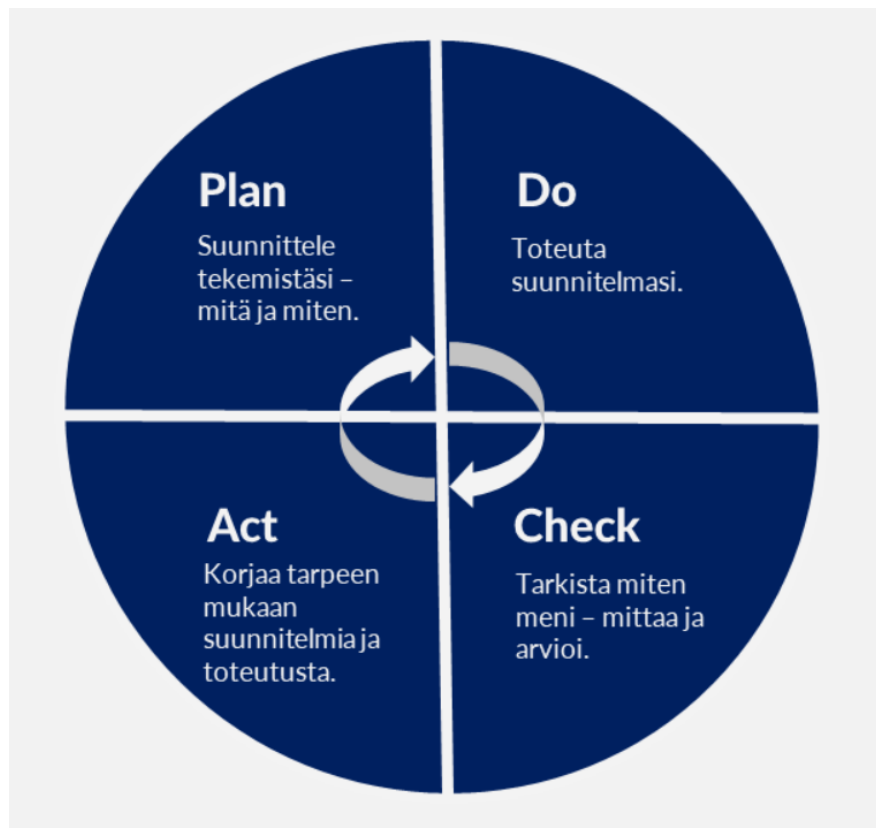 Plan
Suunnittele
tekemistäsi –
mitä ja miten.
Do
Toteuta
suunnitelmasi.
Check
Tarkista miten
meni – mittaa ja
arvioi.
Act
Korjaa tarpeen
mukaan
suunnitelmia ja
toteutusta.